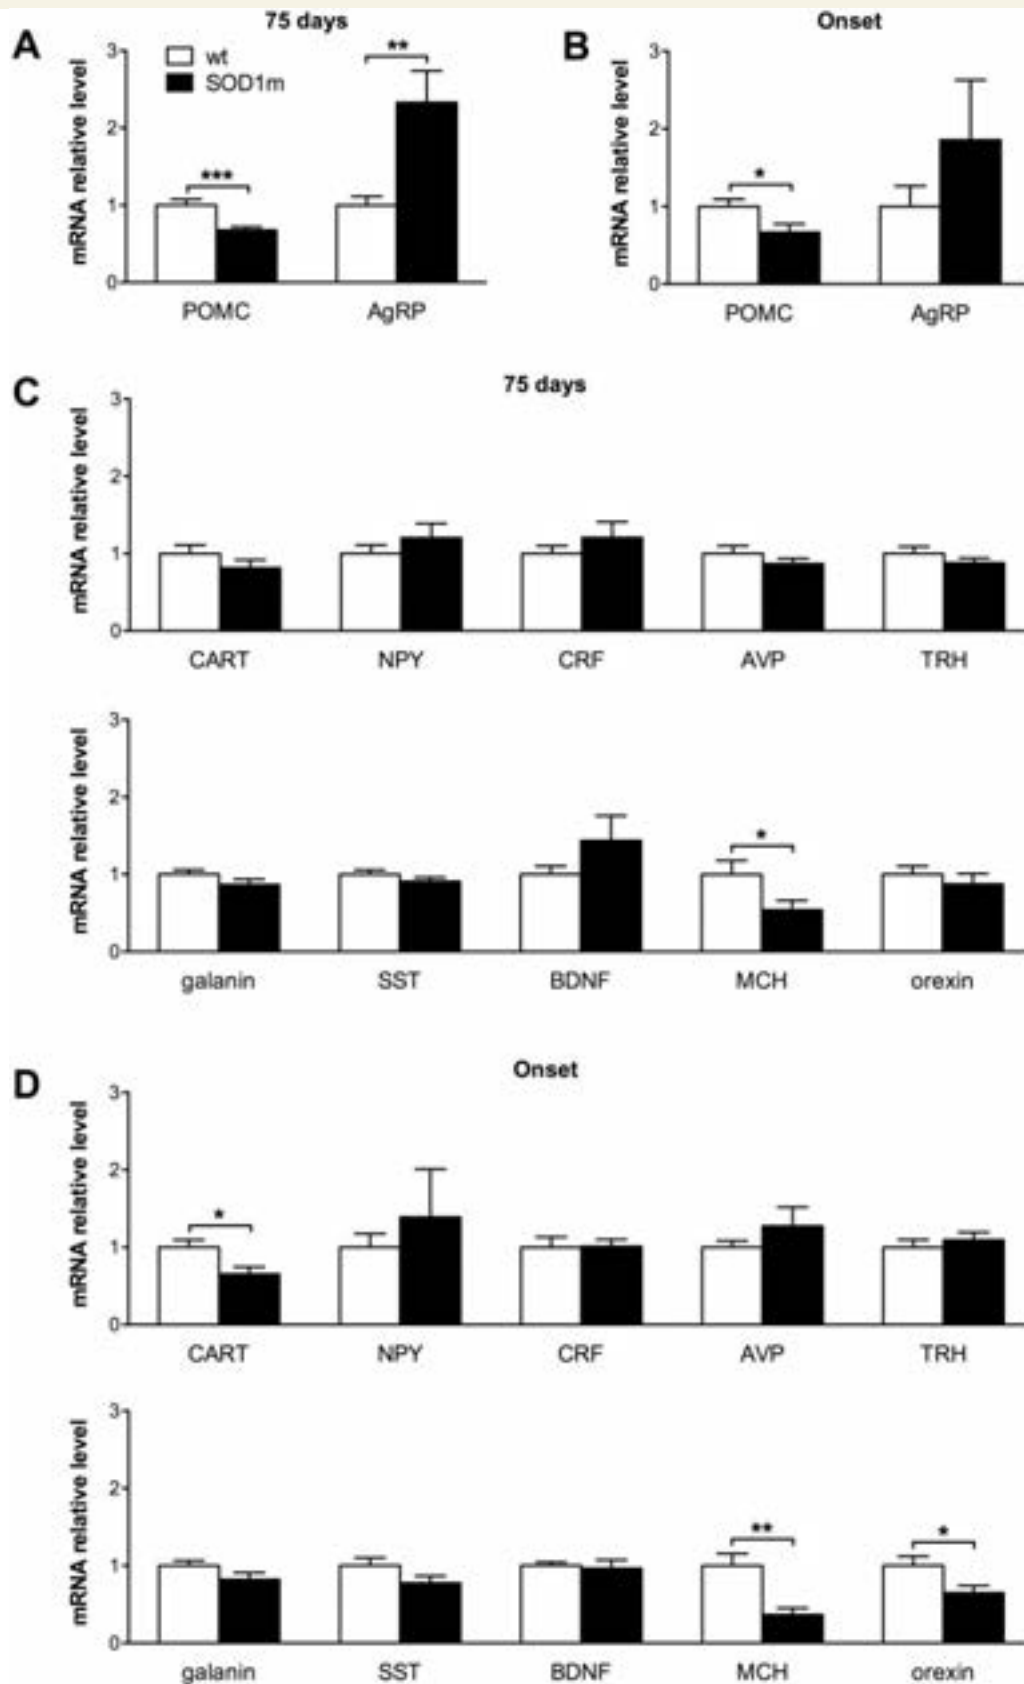 A
75 days
mRNA relative level
3
2
1
0
wt
SOD1m
***
**
POMC
AgRP
B
Onset
mRNA relative level
3
2
1
0
*
POMC
AgRP
C
75 days
mRNA relative level
3
2
1
0
CART
NPY
CRF
AVP
TRH
mRNA relative level
3
2
1
0
*
galanin
SST
BDNF
MCH
orexin
D
Onset
mRNA relative level
3
2
1
0
*
CART
NPY
CRF
AVP
TRH
mRNA relative level
3
2
1
0
**
*
galanin
SST
BDNF
MCH
orexin